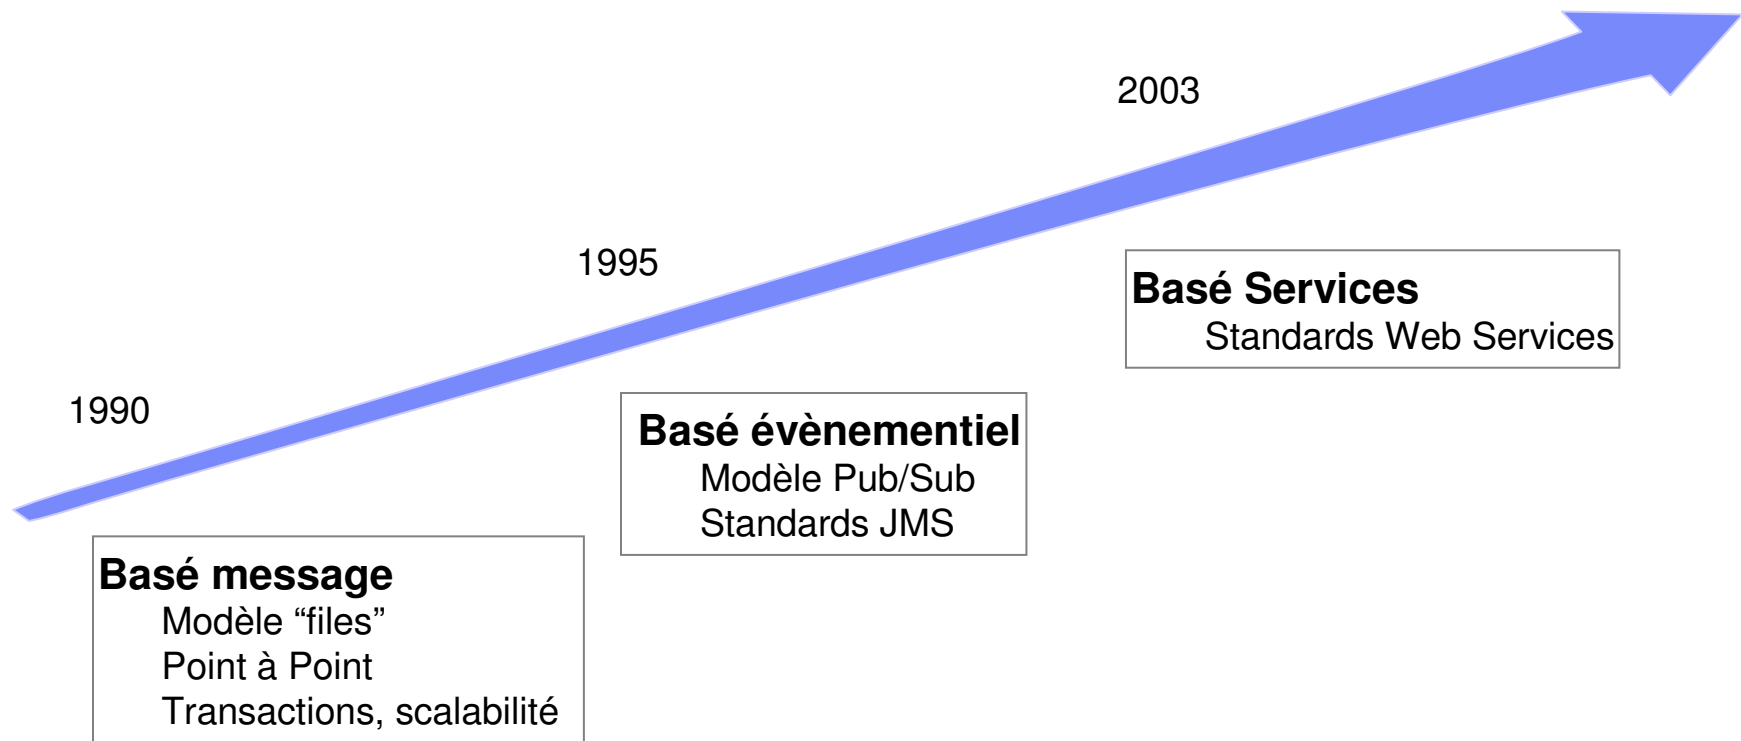 2003
1995
1990
Basé Services
Standards Web Services
Basé évènementiel
Modèle Pub/Sub
Standards JMS
Basé message
Modèle “files”
Point à Point
Transactions, scalabilité